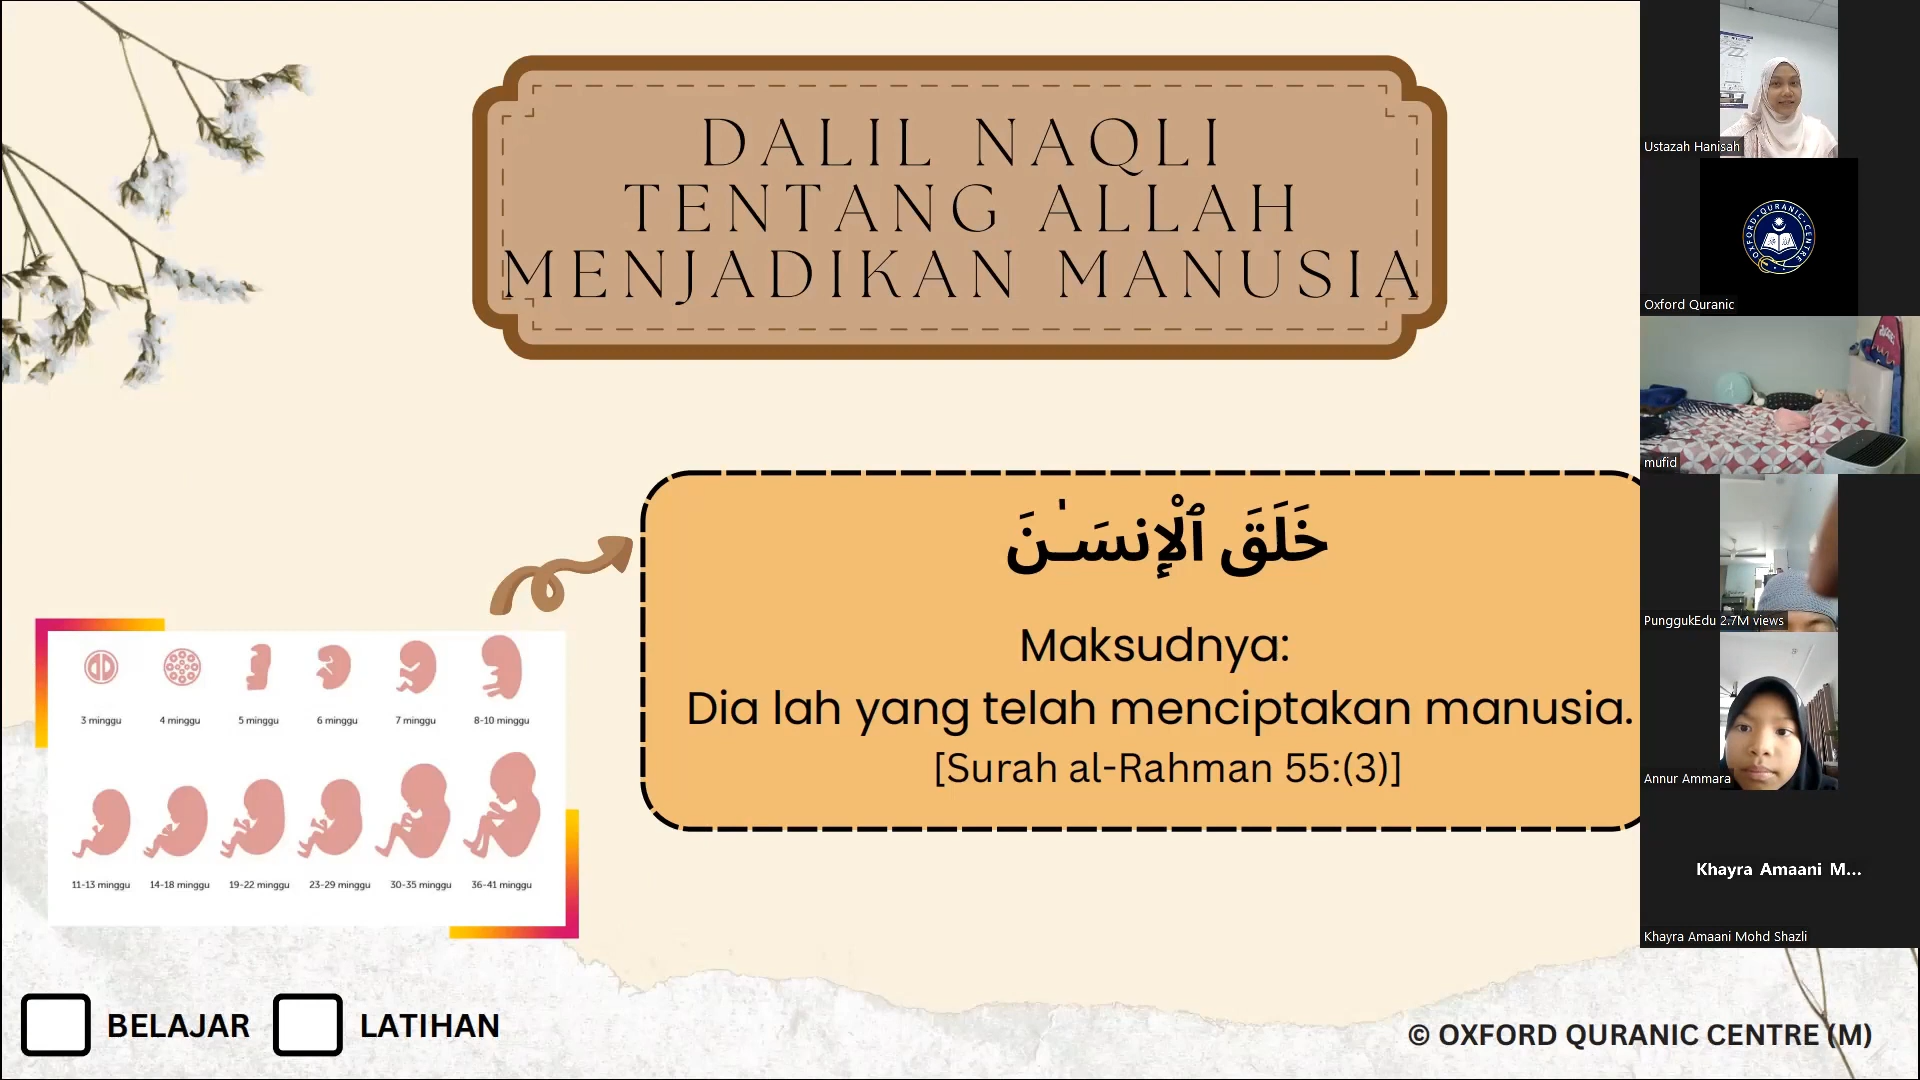 DALIL NAQLI
TENTANG ALLAH
MENJADIKAN MANUSIA
خَلَقَ ٱلْإِنسَـٰنَ
Maksudnya:
Dia lah yang telah menciptakan manusia.
[Surah al-Rahman 55:(3)]
3 minggu
4 minggu
5 minggu
6 minggu
7 minggu
8-10 minggu
11-13 minggu
14-18 minggu
19-22 minggu
23-29 minggu
30-35 minggu
36-41 minggu
BELAJAR
LATIHAN
© OXFORD QURANIC CENTRE (M)
Ustazah Hanisah
OXFORD QURANIC CENTRE
Oxford Quranic
mufid
PunggukEdu 2.7M views
Annur Ammara
Khayra Amaani M...
Khayra Amaani Mohd Shazli